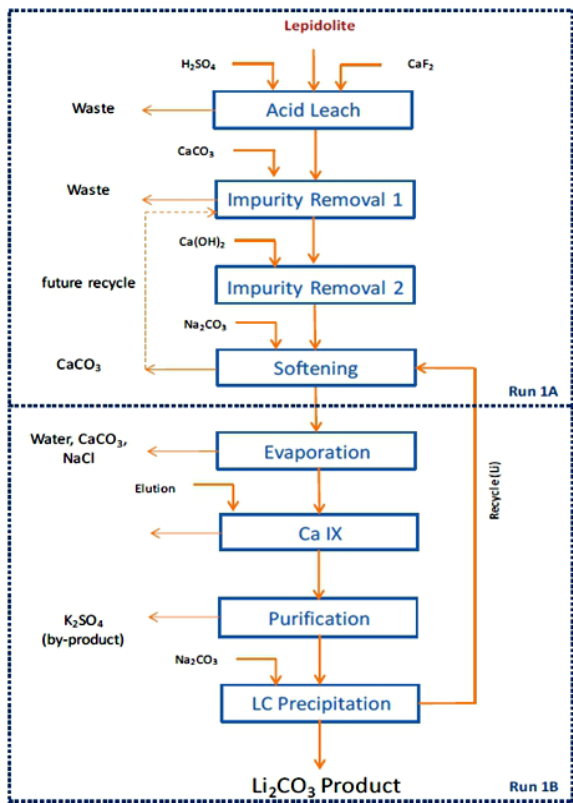 Lepidolite
H₂SO₄
CaF₂
Waste
Acid Leach
CaCO₃
Waste
Impurity Removal 1
Ca(OH)₂
future recycle
Impurity Removal 2
Na₂CO₃
CaCO₃
Softening
Run 1A
Water, CaCO₃,
NaCl
Evaporation
Recycle (Li)
Elution
Ca IX
K₂SO₄
(by-product)
Purification
Na₂CO₃
LC Precipitation
Li₂CO₃ Product
Run 1B